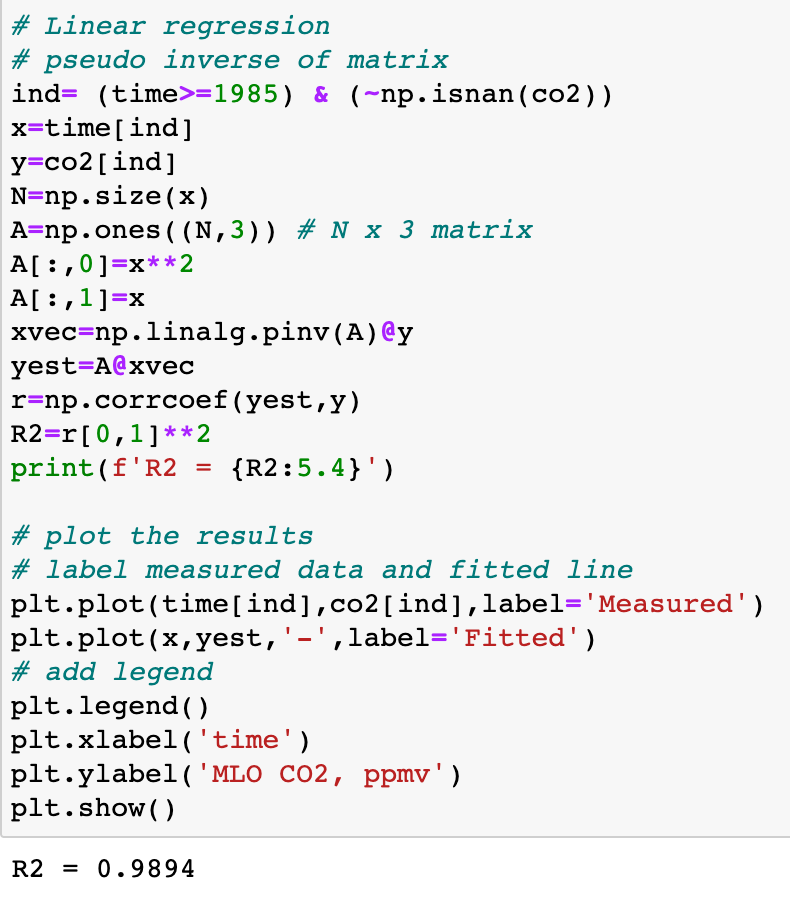 # Linear regression
# pseudo inverse of matrix
ind= (time>=1985) & (~np.isnan(co2))
x=time[ind]
y=co2[ind]
N=np.size(x)
A=np.ones((N,3)) # N x 3 matrix
A[:,0]=x**2
A[:,1]=x
xvec=np.linalg.pinv(A)@y
yest=A@xvec
r=np.corrcoef(yest,y)
R2=r[0,1]**2
print(f'R2 = {R2:5.4}')

# plot the results
# label measured data and fitted line
plt.plot(time[ind],co2[ind],label='Measured')
plt.plot(x,yest,'-',label='Fitted')
# add legend
plt.legend()
plt.xlabel('time')
plt.ylabel('MLO CO2, ppmv')
plt.show()
R2 = 0.9894